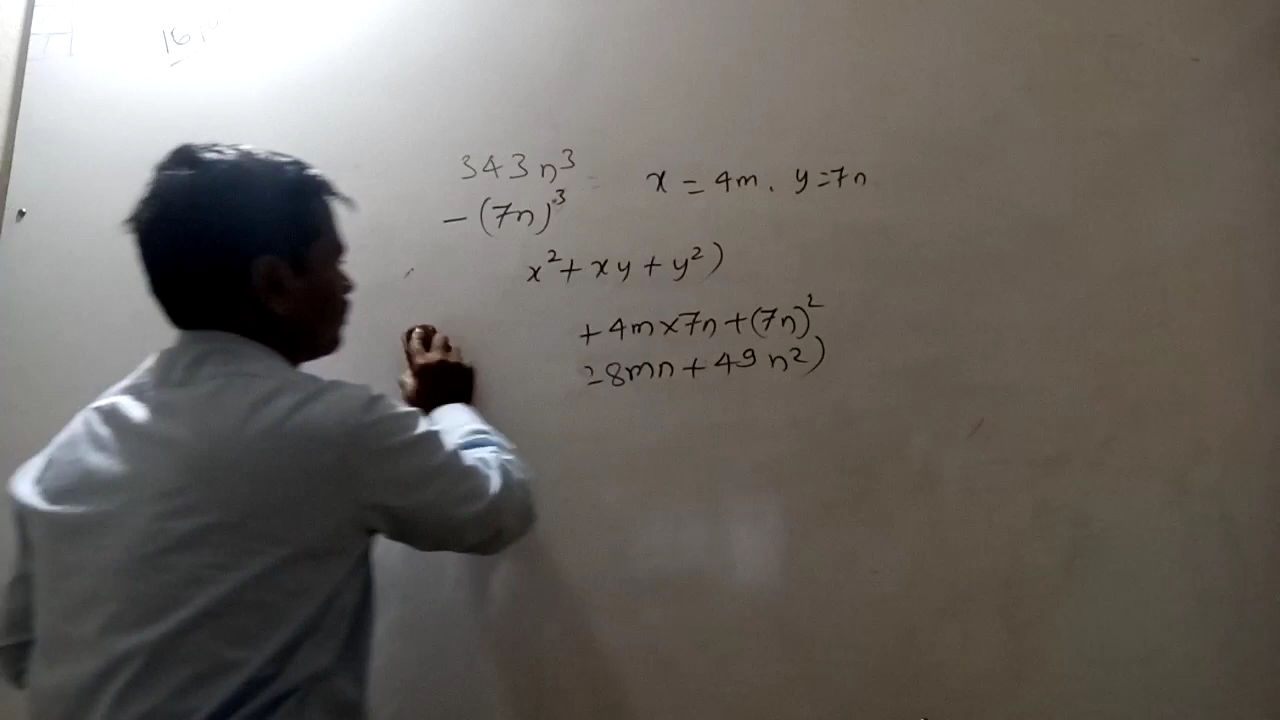 343n³ = x = 4m, y=7n
- (7n)³
x² + xy + y²)
+ 4m×7n + (7n)²
28mn + 49n²)